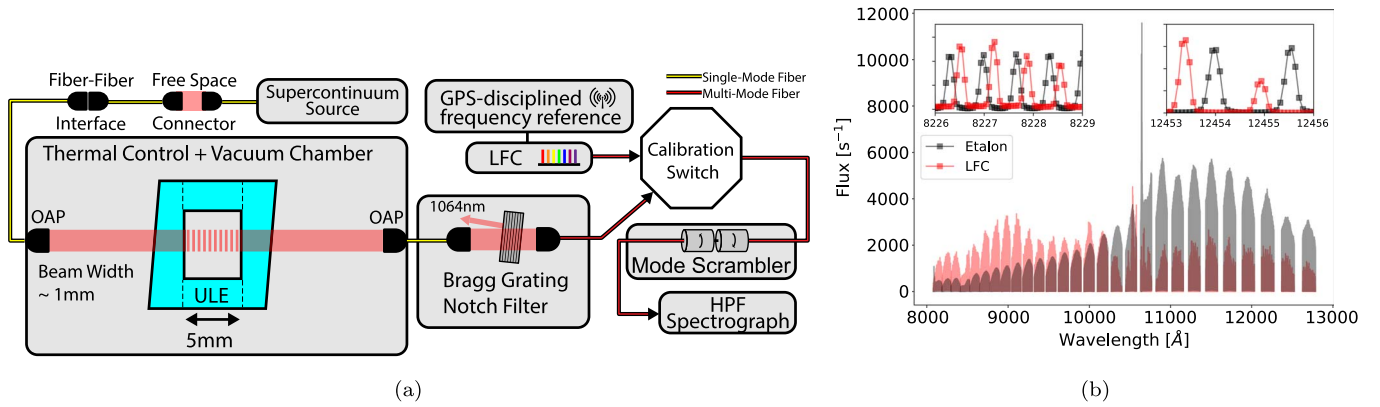 Fiber-Fiber
Interface
Free Space
Connector
Supercontinuum
Source
GPS-disciplined
frequency reference
LFC
Single-Mode Fiber
Multi-Mode Fiber
Calibration
Switch
Thermal Control + Vacuum Chamber
OAP
OAP
Beam Width
~ 1mm
ULE
5mm
1064nm
Bragg Grating
Notch Filter
Mode Scrambler
HPF
Spectrograph
(a)
Flux [s⁻¹]
12000
10000
8000
6000
4000
2000
0
8226 8227 8228 8229
12453 12454 12455 12456
Etalon
LFC
8000 9000 10000 11000 12000 13000
Wavelength [Å]
(b)